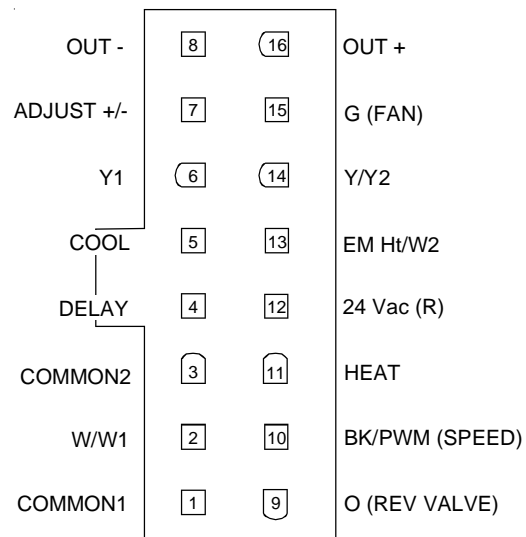 OUT - 8 16 OUT +
ADJUST +/- 7 15 G (FAN)
Y1 6 14 Y/Y2
COOL 5 13 EM Ht/W2
DELAY 4 12 24 Vac (R)
COMMON2 3 11 HEAT
W/W1 2 10 BK/PWM (SPEED)
COMMON1 1 9 O (REV VALVE)